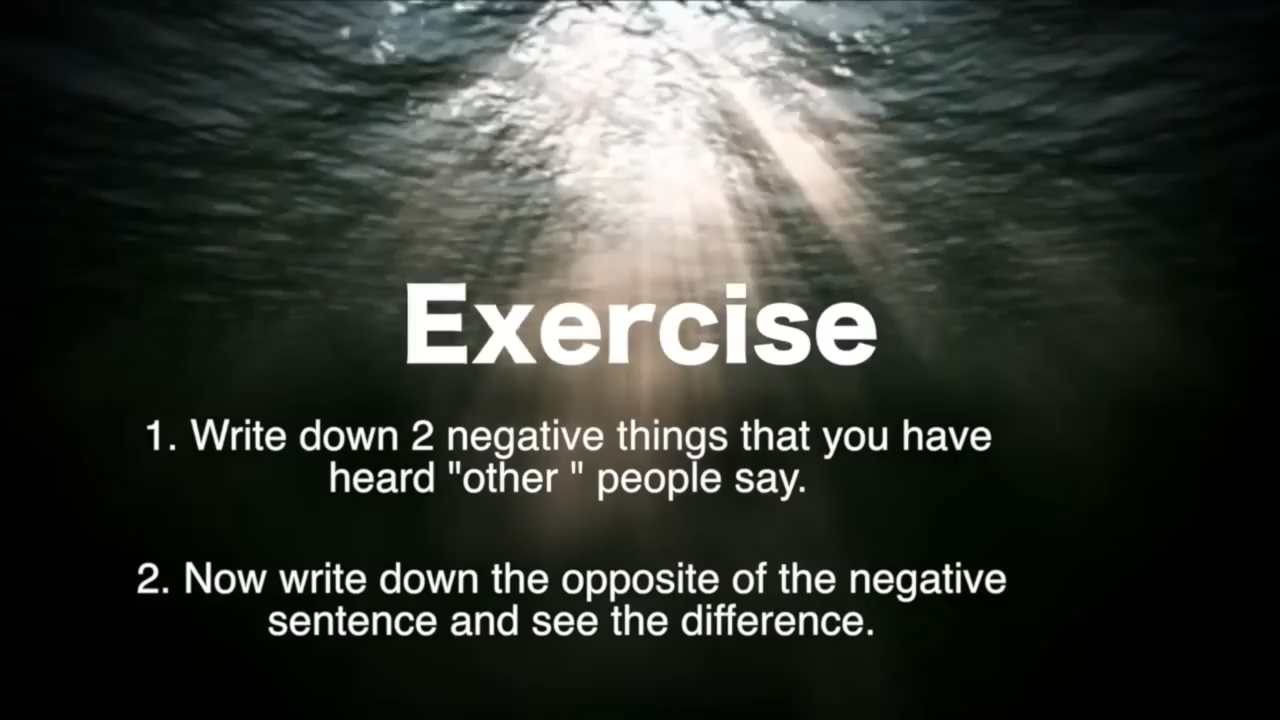 Exercise
1. Write down 2 negative things that you have
heard "other " people say.
2. Now write down the opposite of the negative
sentence and see the difference.